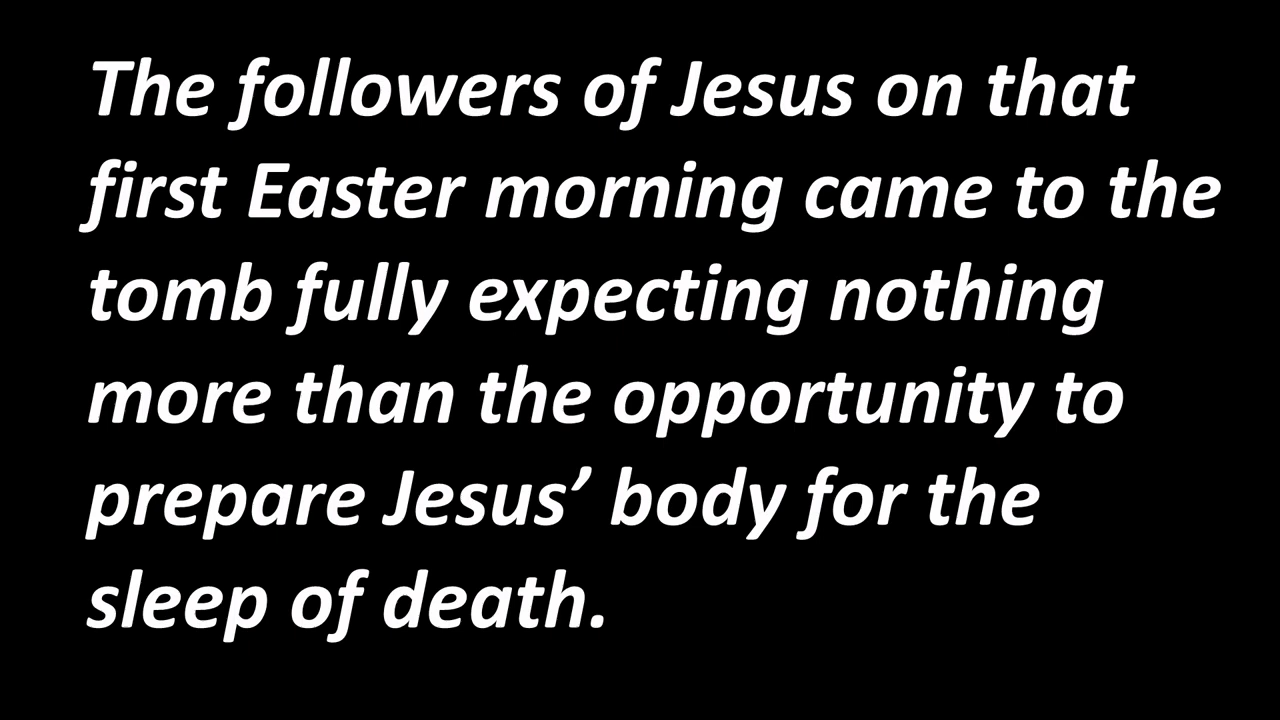 The followers of Jesus on that
first Easter morning came to the
tomb fully expecting nothing
more than the opportunity to
prepare Jesus’ body for the
sleep of death.